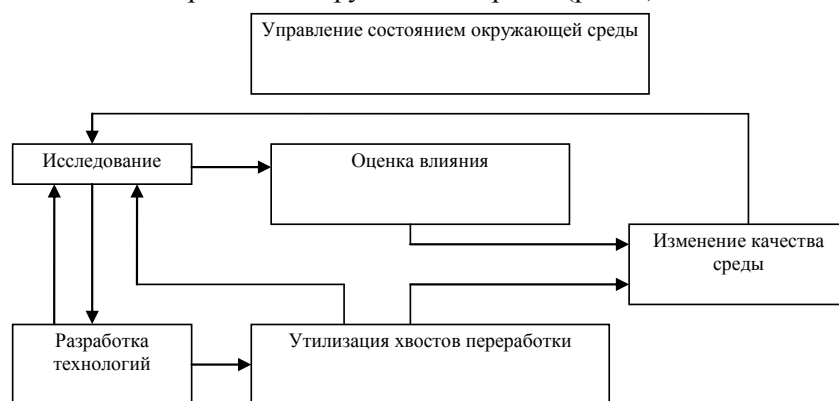 Управление состоянием окружающей среды
Исследование
Оценка влияния
Изменение качества
среды
Разработка
технологий
Утилизация хвостов переработки